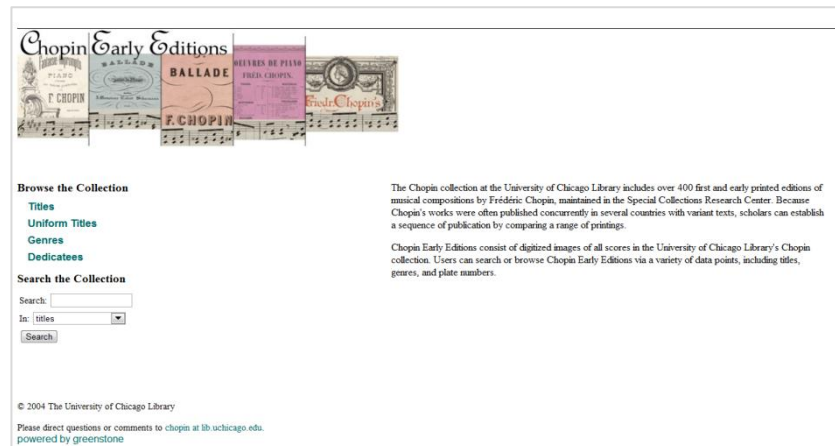 Chopin Early Editions
PIANO
F. CHOPIN
BALLADE
BALLADE
F. CHOPIN
OEUVRES DE PIANO
FRÉD. CHOPIN.
Friedr. Chopin's
Browse the Collection
Titles
Uniform Titles
Genres
Dedicatees
Search the Collection
Search:
In: titles
Search
The Chopin collection at the University of Chicago Library includes over 400 first and early printed editions of
musical compositions by Frédéric Chopin, maintained in the Special Collections Research Center. Because
Chopin's works were often published concurrently in several countries with variant texts, scholars can establish
a sequence of publication by comparing a range of printings.
Chopin Early Editions consist of digitized images of all scores in the University of Chicago Library's Chopin
collection. Users can search or browse Chopin Early Editions via a variety of data points, including titles,
genres, and plate numbers.
© 2004 The University of Chicago Library
Please direct questions or comments to chopin at lib.uchicago.edu.
powered by greenstone